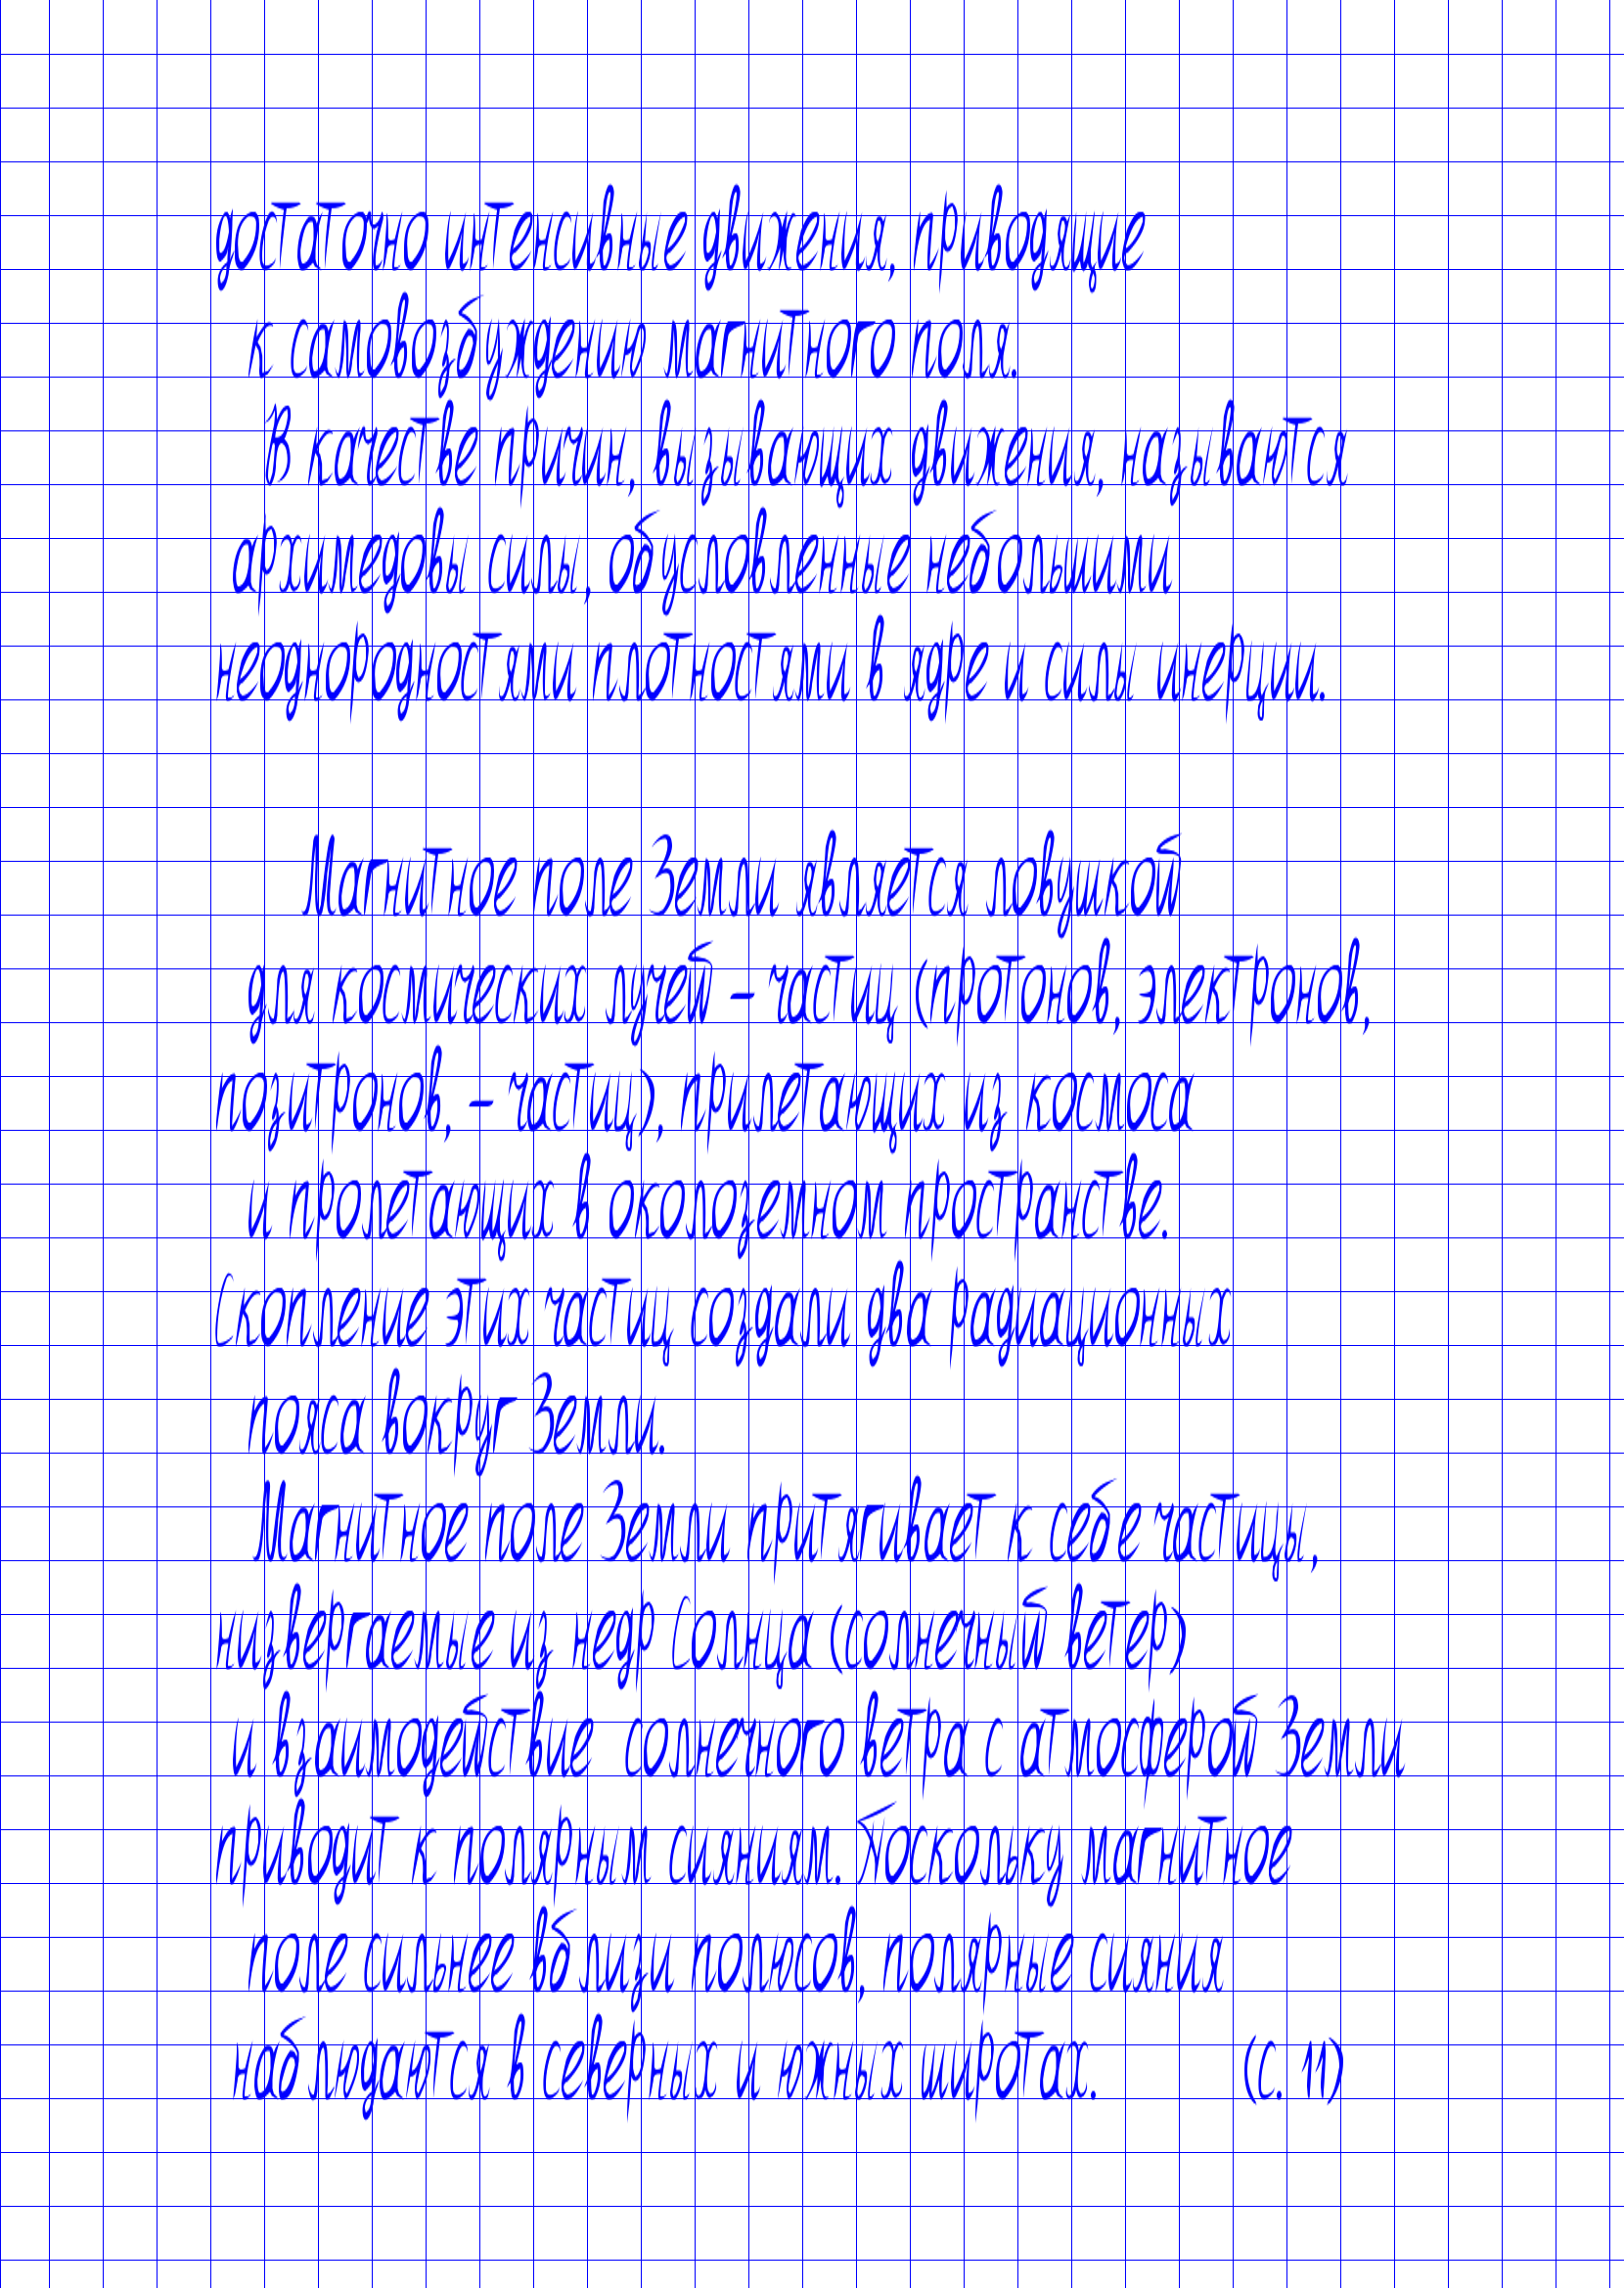 достаточно интенсивные движения, приводящие
к самовозбуждению магнитного поля.
В качестве причин, вызывающих движения, называются
архимедовы силы, обусловленные небольшими
неоднородностями плотностями в ядре и силы инерции.
Магнитное поле Земли является ловушкой
для космических лучей – частиц (протонов, электронов,
позитронов, – частиц), прилетающих из космоса
и пролетающих в околоземном пространстве.
Скопление этих частиц создали два радиационных
пояса вокруг Земли.
Магнитное поле Земли притягивает к себе частицы,
низвергаемые из недр Солнца (солнечный ветер)
и взаимодействие солнечного ветра с атмосферой Земли
приводит к полярным сияниям. Поскольку магнитное
поле сильнее вблизи полюсов, полярные сияния
наблюдаются в северных и южных широтах. (с. 11)